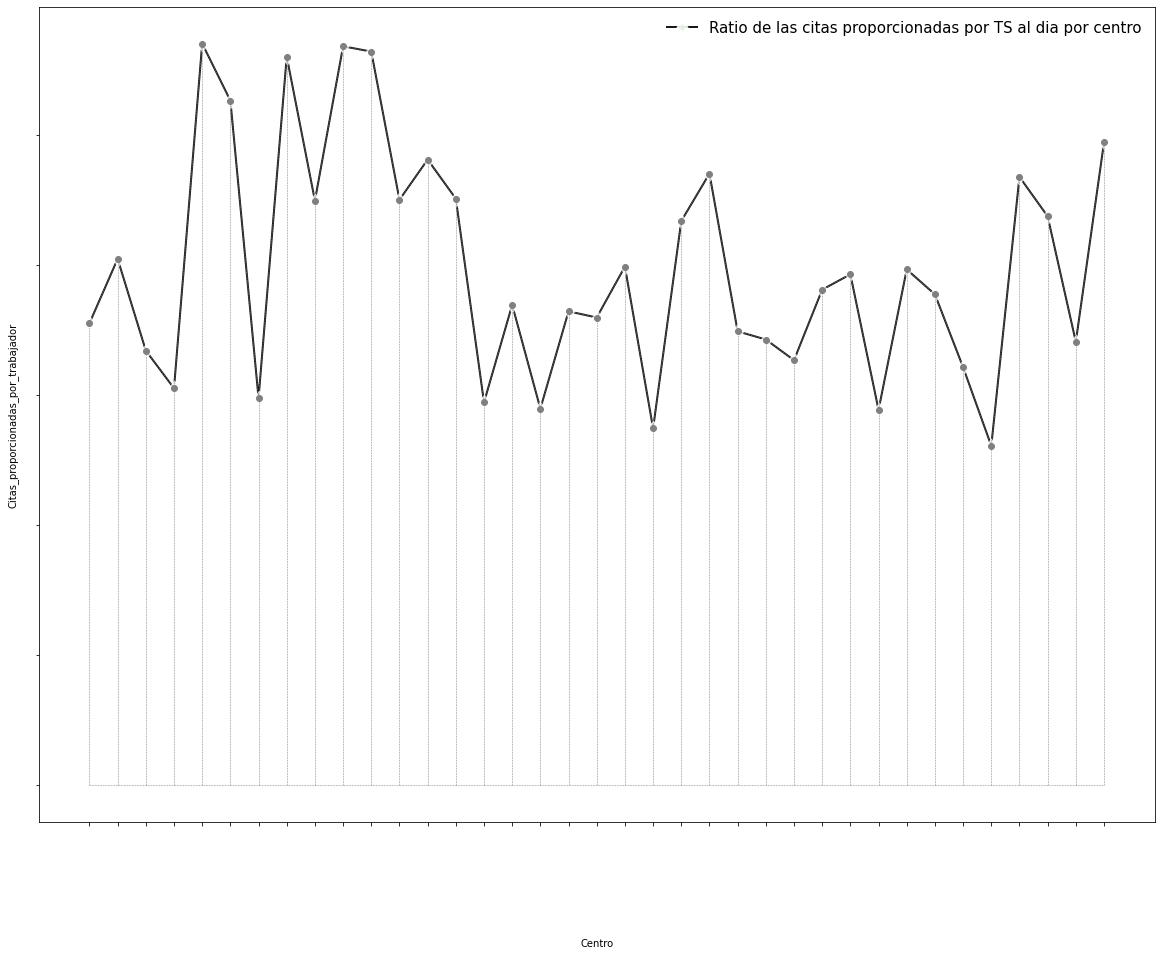 Ratio de las citas proporcionadas por TS al dia por centro
Citas_proporcionadas_por_trabajador
Centro